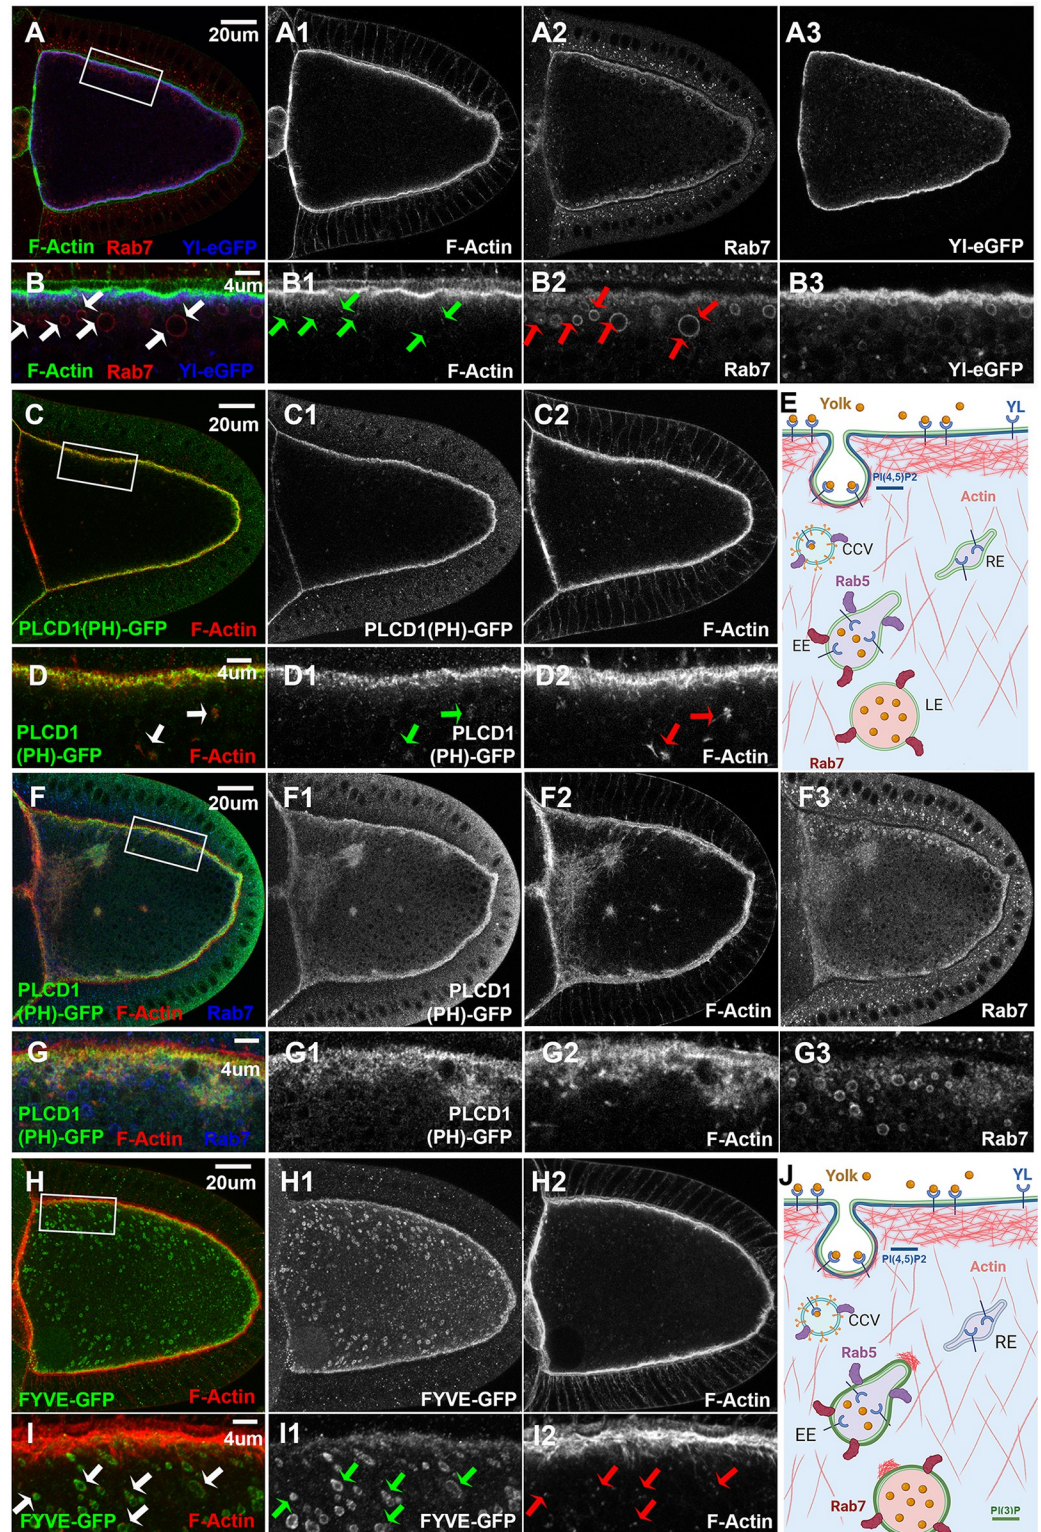 A
20um
F-Actin Rab7 Yl-eGFP
A1
F-Actin
A2
Rab7
A3
Yl-eGFP
B
4um
F-Actin Rab7 Yl-eGFP
B1
F-Actin
B2
Rab7
B3
Yl-eGFP
C
20um
PLCD1(PH)-GFP F-Actin
C1
PLCD1(PH)-GFP
C2
F-Actin
D
4um
PLCD1
(PH)-GFP F-Actin
D1
PLCD1
(PH)-GFP
D2
F-Actin
E
Yolk
YL
PI(4,5)P2
Actin
CCV
RE
Rab5
EE
LE
Rab7
F
20um
PLCD1
(PH)-GFP F-Actin Rab7
F1
PLCD1
(PH)-GFP
F2
F-Actin
F3
Rab7
G
4um
PLCD1
(PH)-GFP F-Actin Rab7
G1
PLCD1
(PH)-GFP
G2
F-Actin
G3
Rab7
H
20um
FYVE-GFP F-Actin
H1
FYVE-GFP
H2
F-Actin
I
4um
FYVE-GFP F-Actin
I1
FYVE-GFP
I2
F-Actin
J
Yolk
YL
PI(4,5)P2
Actin
CCV
RE
Rab5
EE
Rab7
PI(3)P